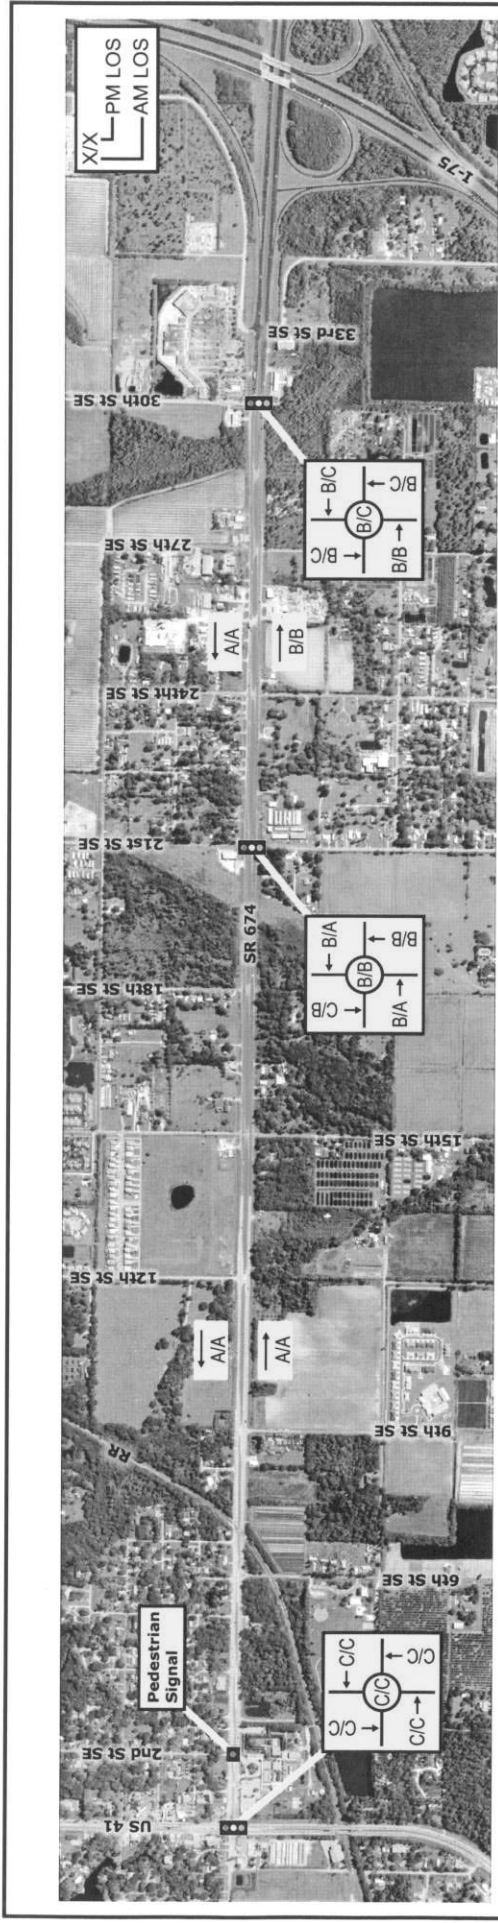 X/X
PM LOS
AM LOS
I-75
33rd St SE
30th St SE
B/C
B/C
B/C
B/B
B/C
27th St SE
A/A
B/B
24tht St SE
21st St SE
SR 674
B/A
C/B
B/B
B/A
B/B
18th St SE
15th St SE
12th St SE
A/A
A/A
9th St SE
RR
6th St SE
Pedestrian
Signal
2nd St SE
C/C
C/C
C/C
C/C
C/C
US 41